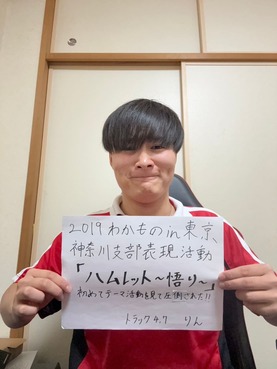 2019 わかもの in 東京、
神奈川支部表現活動
「ハムレット～悟り～」
初めてテーマ活動を見て圧倒された!!
トラック4,7 りん